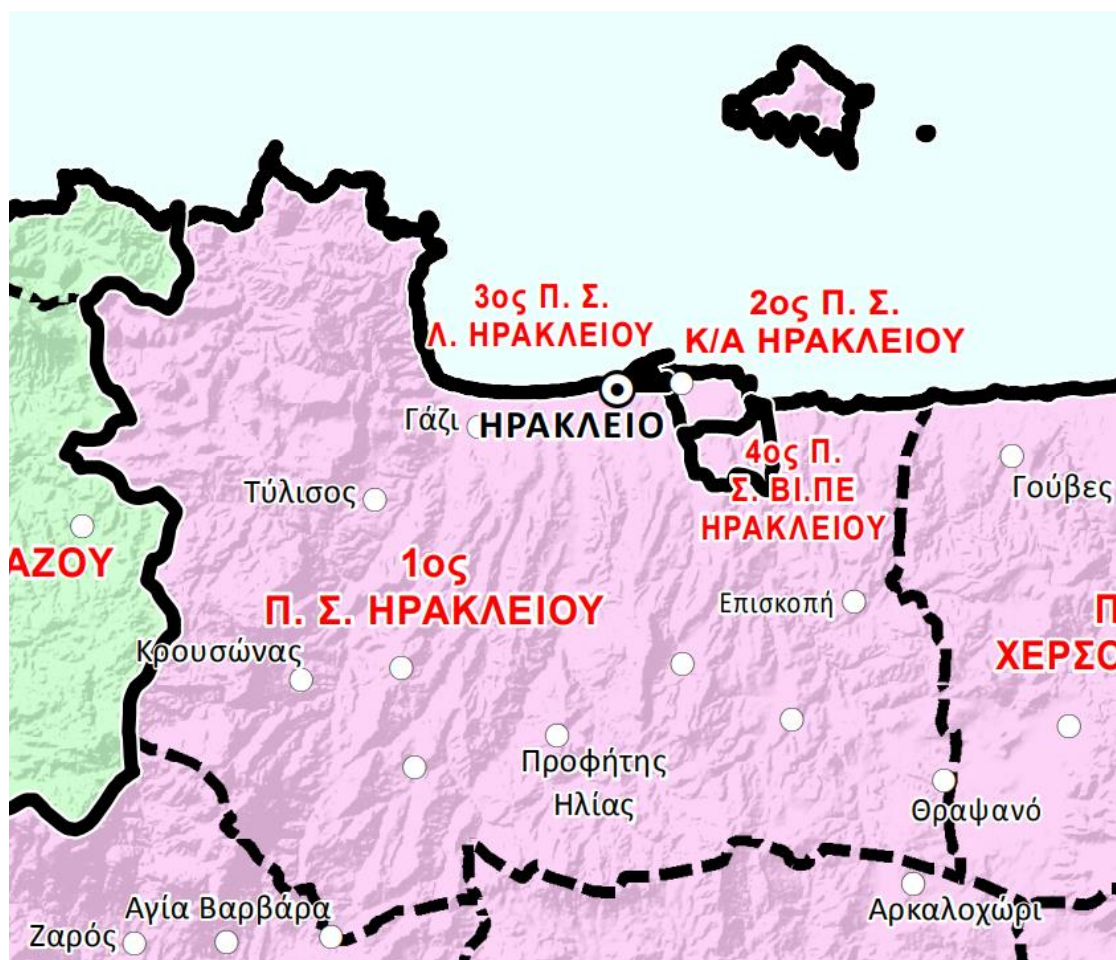 3ος Π. Σ.
Λ. ΗΡΑΚΛΕΙΟΥ
2ος Π. Σ.
Κ/Α ΗΡΑΚΛΕΙΟΥ
Γάζι
ΗΡΑΚΛΕΙΟ
4ος Π.
Σ. ΒΙ.ΠΕ
ΗΡΑΚΛΕΙΟΥ
Γούβες
Τύλισος
ΑΖΟΥ
1ος
Π. Σ. ΗΡΑΚΛΕΙΟΥ
Επισκοπή
Π
ΧΕΡΣΟ
Κρουσώνας
Προφήτης
Ηλίας
Θραψανό
Αγία Βαρβάρα
Αρκαλοχώρι
Ζαρός